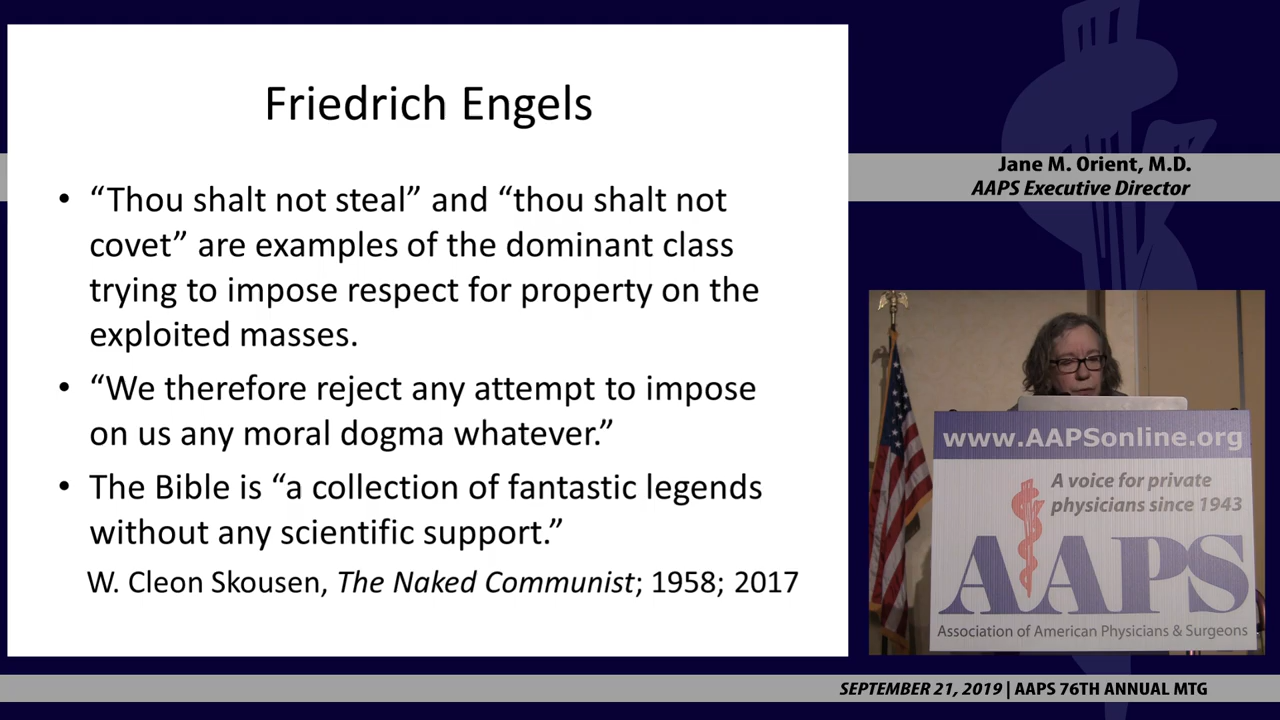 Friedrich Engels
• “Thou shalt not steal” and “thou shalt not
covet” are examples of the dominant class
trying to impose respect for property on the
exploited masses.
• “We therefore reject any attempt to impose
on us any moral dogma whatever.”
• The Bible is “a collection of fantastic legends
without any scientific support.”
W. Cleon Skousen, The Naked Communist; 1958; 2017
Jane M. Orient, M.D.
AAPS Executive Director
www.AAPSonline.org
A voice for private
physicians since 1943
AAPS
Association of American Physicians & Surgeons
SEPTEMBER 21, 2019 | AAPS 76TH ANNUAL MTG